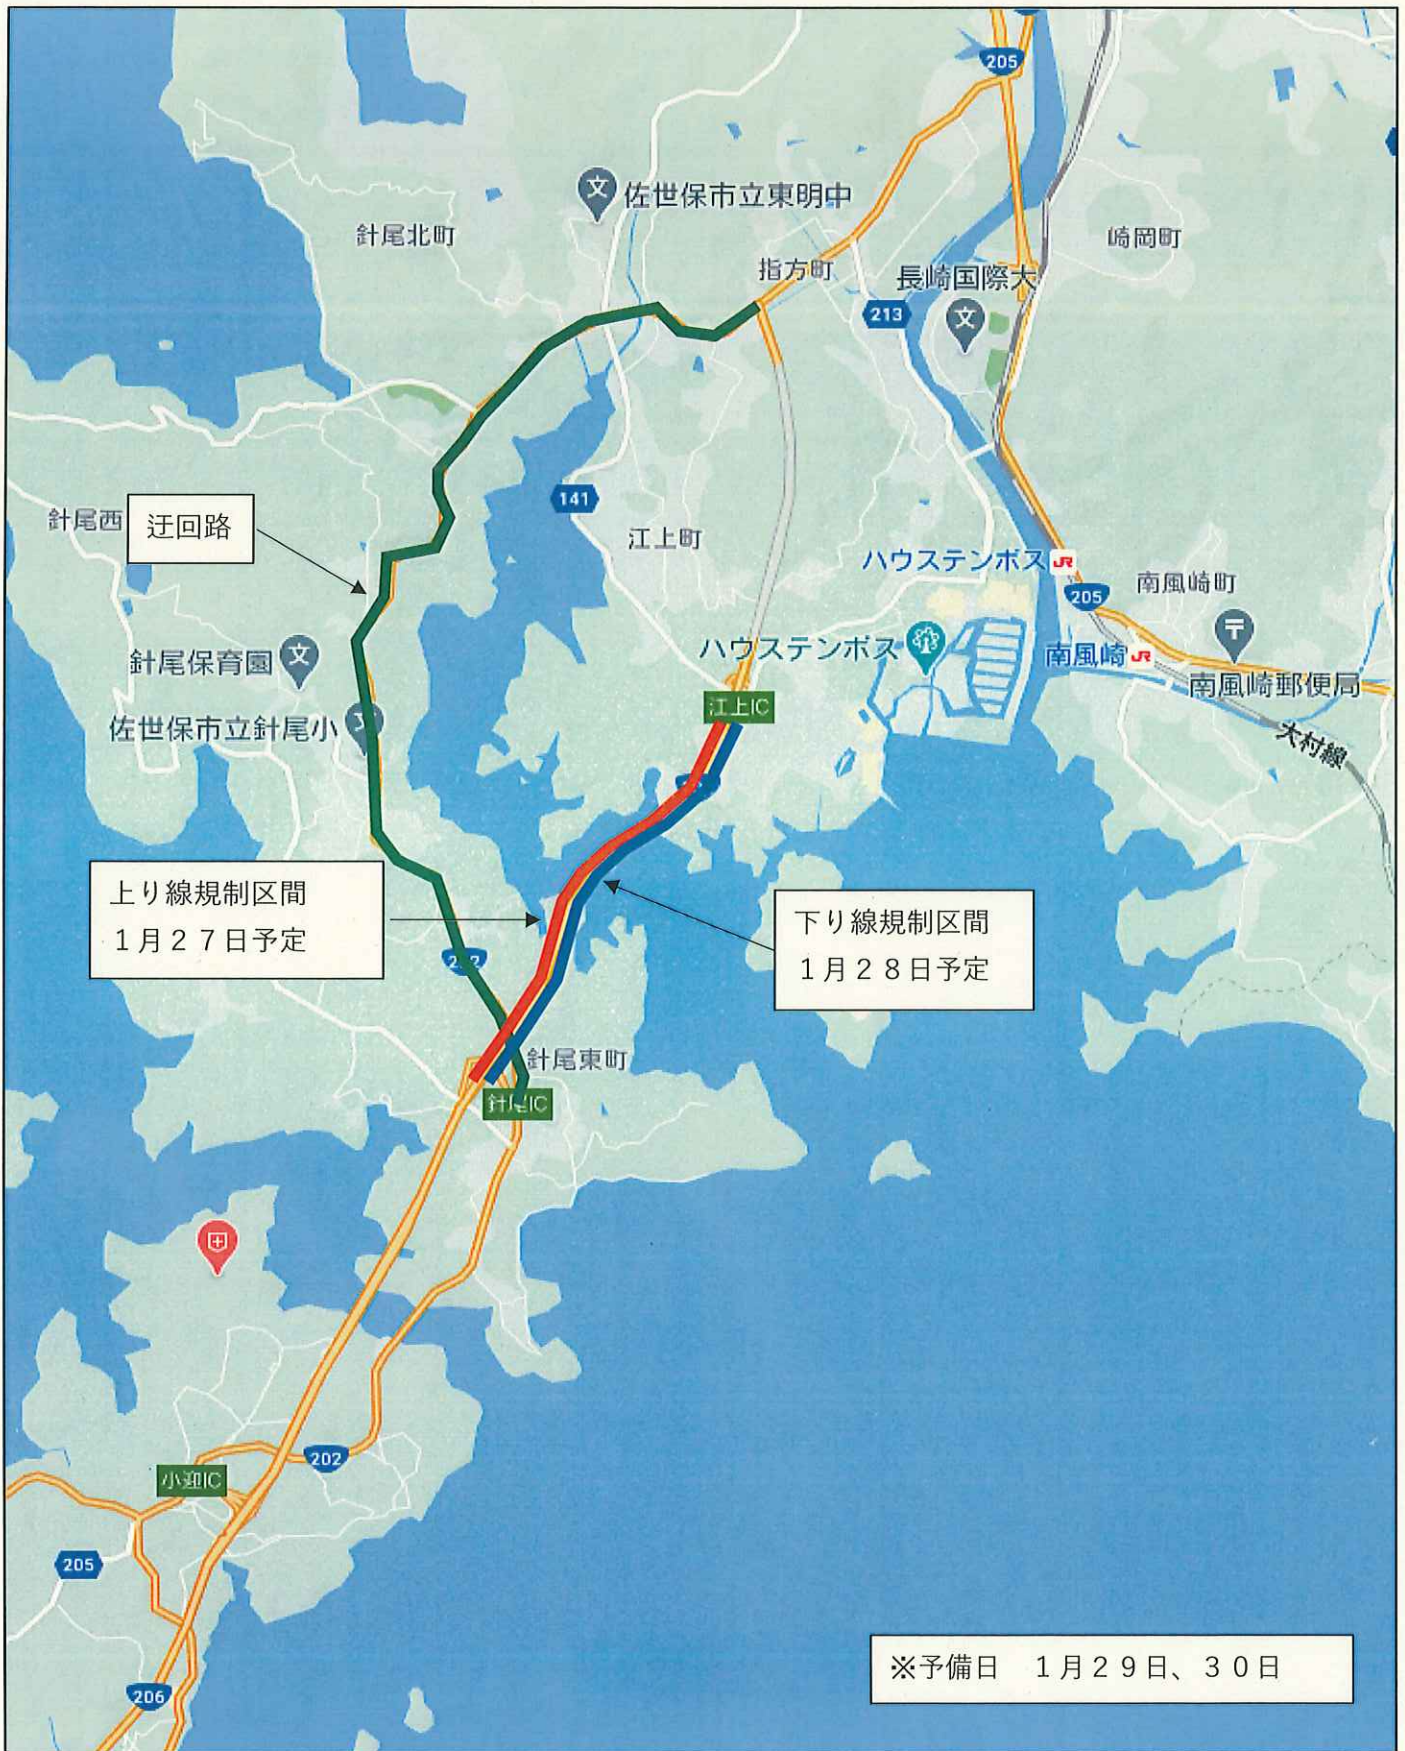 205
佐世保市立東明中
針尾北町
崎岡町
指方町
長崎国際大
213
141
針尾西
迂回路
江上町
ハウステンボス
JR
南風崎町
205
針尾保育園
ハウステンボス
南風崎
JR
南風崎郵便局
佐世保市立針尾小
江上IC
大村線
上り線規制区間
1月27日予定
下り線規制区間
1月28日予定
針尾東町
針尾IC
202
小迎IC
205
※予備日 1月29日、30日
206